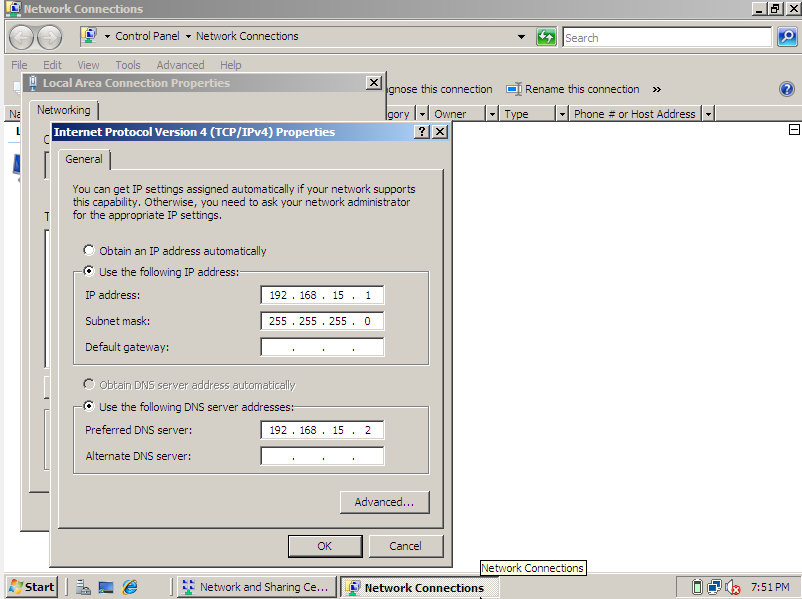 Network Connections
Control Panel
Network Connections
Search
File
Edit
View
Tools
Advanced
Help
Local Area Connection Properties
gnose this connection
Rename this connection
»
Networking
Na
gory
Owner
Type
Phone # or Host Address
Internet Protocol Version 4 (TCP/IPv4) Properties
General
You can get IP settings assigned automatically if your network supports
this capability. Otherwise, you need to ask your network administrator
for the appropriate IP settings.
Obtain an IP address automatically
Use the following IP address:
IP address:
192 . 168 . 15 . 1
Subnet mask:
255 . 255 . 255 . 0
Default gateway:
. . .
Obtain DNS server address automatically
Use the following DNS server addresses:
Preferred DNS server:
192 . 168 . 15 . 2
Alternate DNS server:
. . .
Advanced...
OK
Cancel
Network Connections
Start
Network and Sharing Ce...
Network Connections
7:51 PM